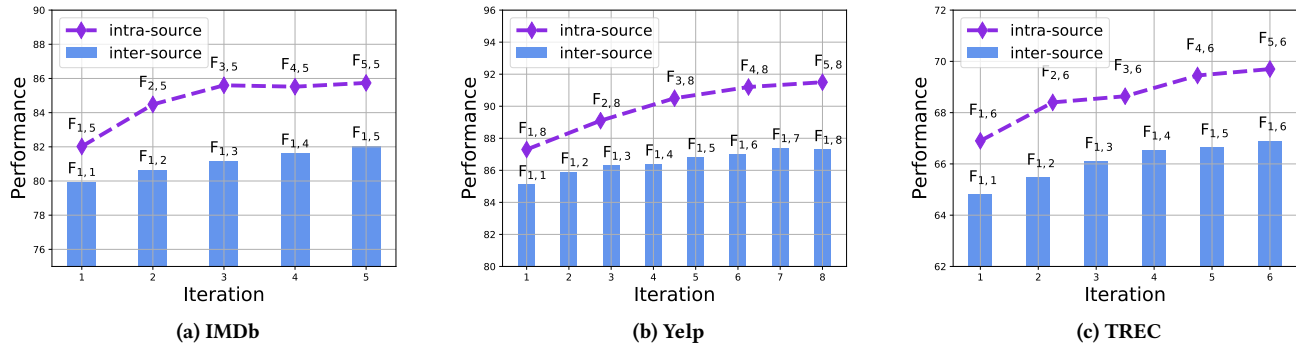 90
88
86
84
82
80
78
76
Performance
intra-source
inter-source
F1,5
F2,5
F3,5
F4,5
F5,5
F1,1
F1,2
F1,3
F1,4
F1,5
1 2 3 4 5
Iteration
(a) IMDb
96
94
92
90
88
86
84
82
80
Performance
intra-source
inter-source
F1,8
F2,8
F3,8
F4,8
F5,8
F1,1
F1,2
F1,3
F1,4
F1,5
F1,6
F1,7
F1,8
1 2 3 4 5 6 7 8
Iteration
(b) Yelp
72
70
68
66
64
62
Performance
intra-source
inter-source
F1,6
F2,6
F3,6
F4,6
F5,6
F1,1
F1,2
F1,3
F1,4
F1,5
F1,6
1 2 3 4 5 6
Iteration
(c) TREC